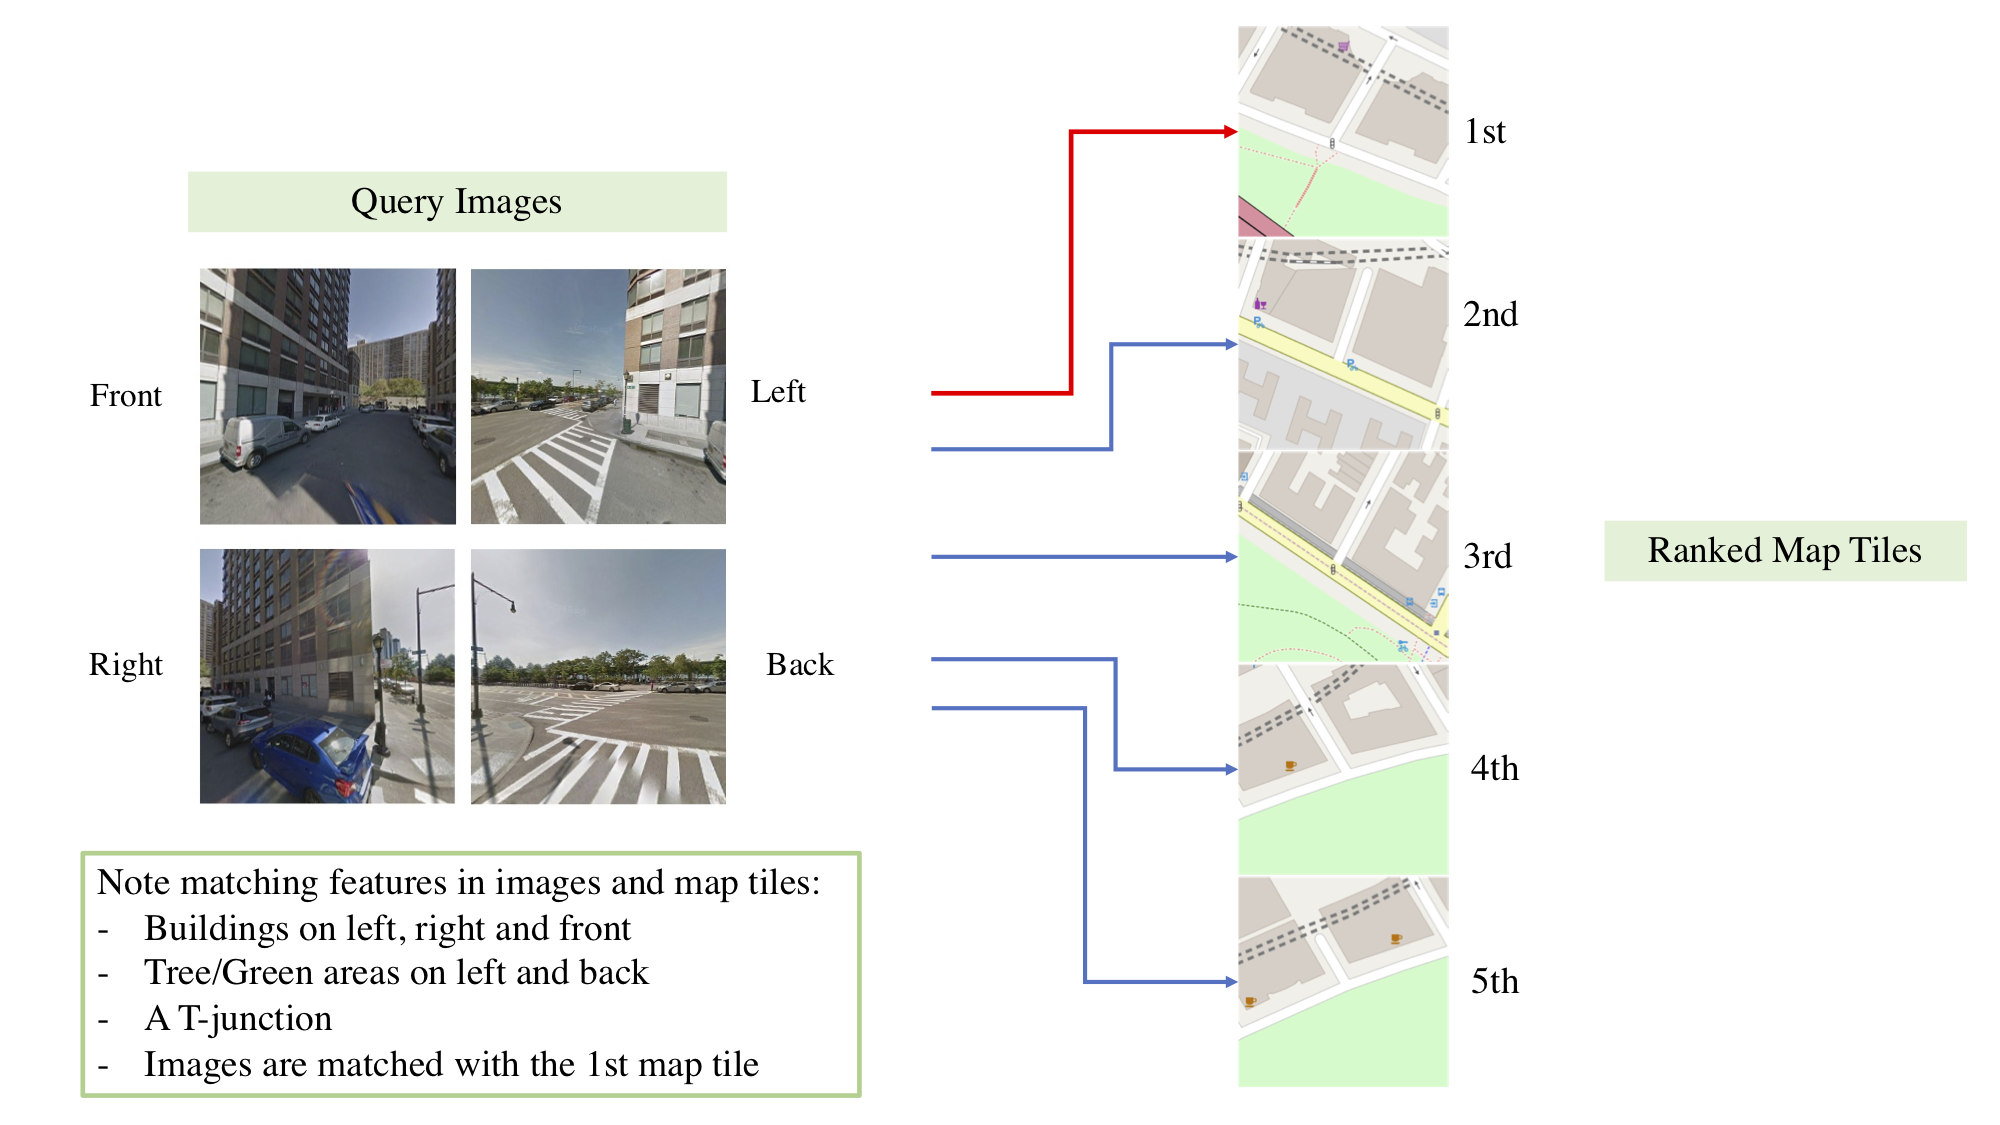 Query Images
Front
Left
Right
Back
Note matching features in images and map tiles:
- Buildings on left, right and front
- Tree/Green areas on left and back
- A T-junction
- Images are matched with the 1st map tile
1st
2nd
3rd
4th
5th
Ranked Map Tiles